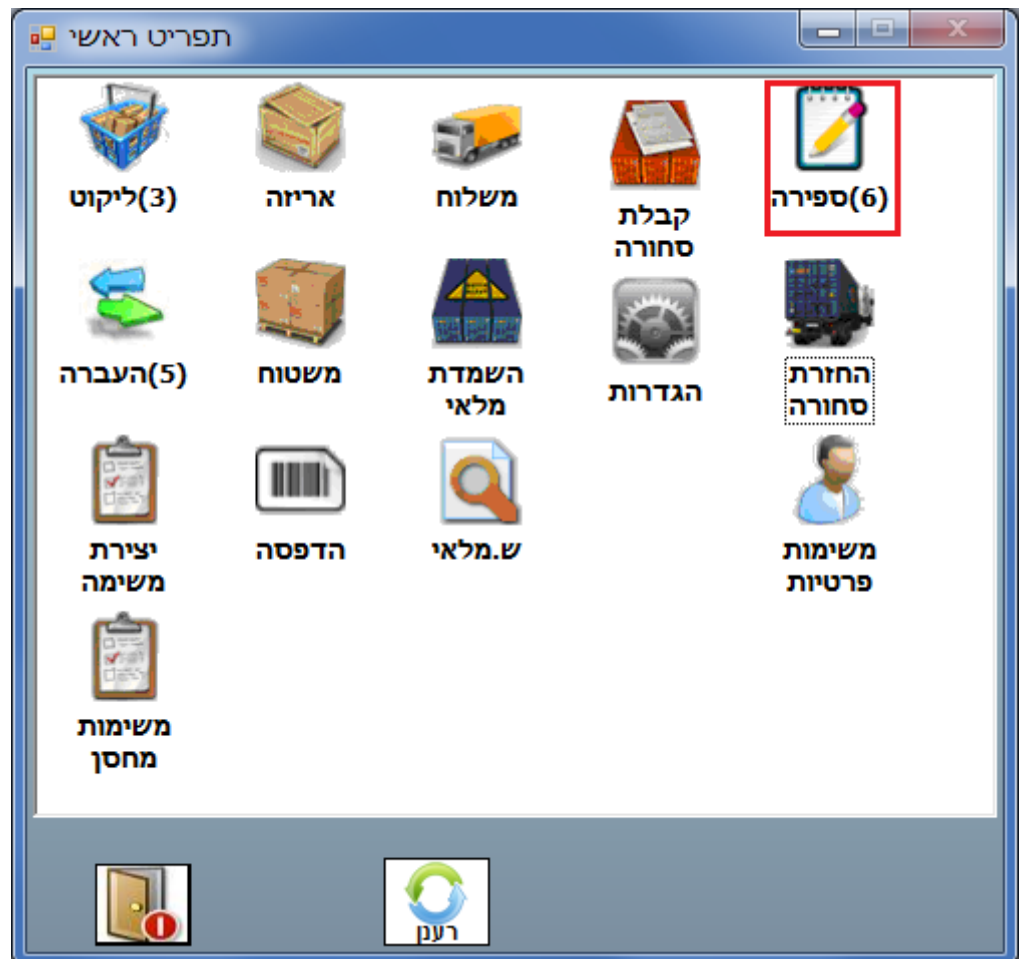 תפריט ראשי
ליקוט(3)
אריזה
משלוח
קבלת
סחורה
ספירה(6)
העברה(5)
משטוח
השמדת
מלאי
הגדרות
החזרת
סחורה
יצירת
משימה
הדפסה
ש.מלאי
משימות
פרטיות
משימות
מחסן
רענן